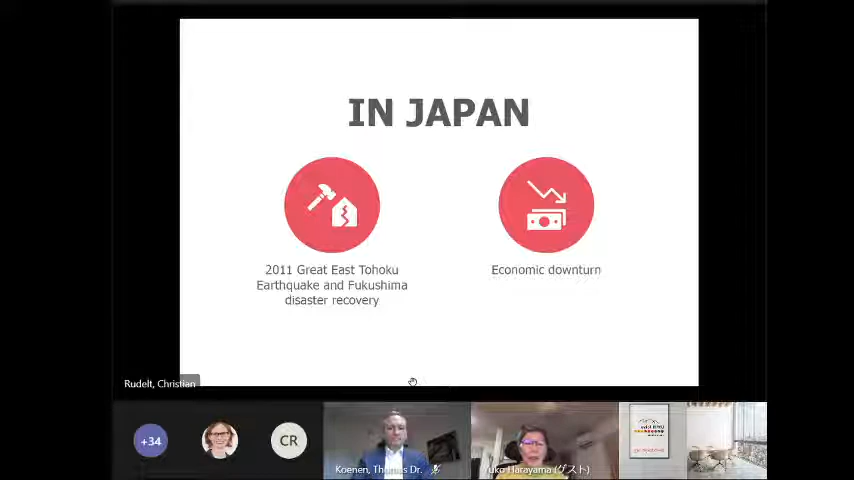 IN JAPAN
2011 Great East Tohoku
Earthquake and Fukushima
disaster recovery
Economic downturn
Rudelt, Christian
+34
CR
Koenen, Thomas Dr.
Yuko Harayama (ゲスト)